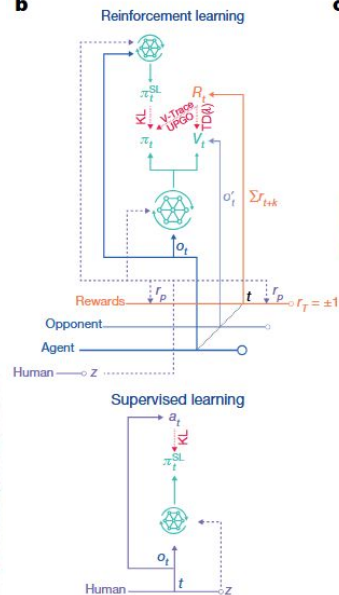 b
c
Reinforcement learning
π_t^SL
R_t
KL
V-Trace
UPGO
TD(λ)
π_t
V_t
o'_t
Σr_{t+k}
o_t
r_p
t
r_p
Rewards
r_T = ±1
Opponent
Agent
Human
z
Supervised learning
a_t
KL
π_t^SL
o_t
t
Human
z